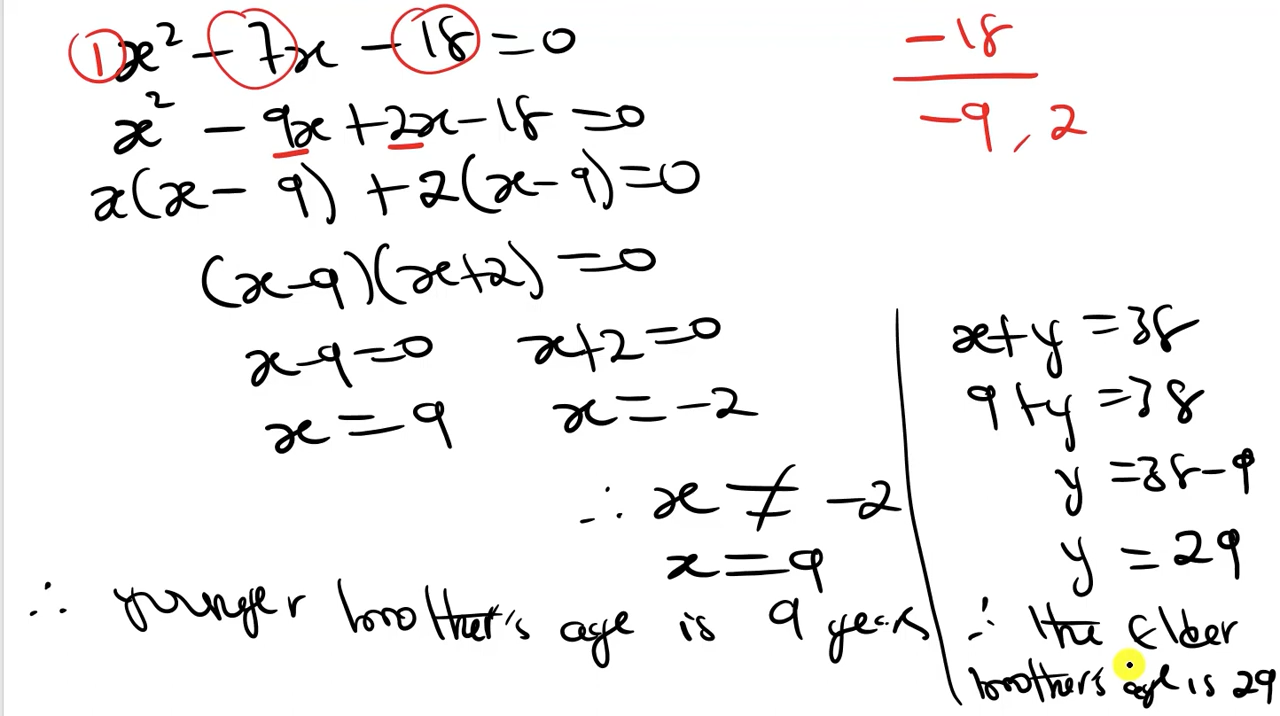 1x² - 7x - 18 = 0
x² - 9x + 2x - 18 = 0
x(x - 9) + 2(x - 9) = 0
(x-9)(x+2) = 0
x-9=0 x+2=0
x = 9 x = -2
∴ x ≠ -2
x = 9
∴ younger brother's age is 9 years
-18
-9, 2
x+y = 38
9+y = 38
y = 38-9
y = 29
∴ the Elder
brother's age is 29